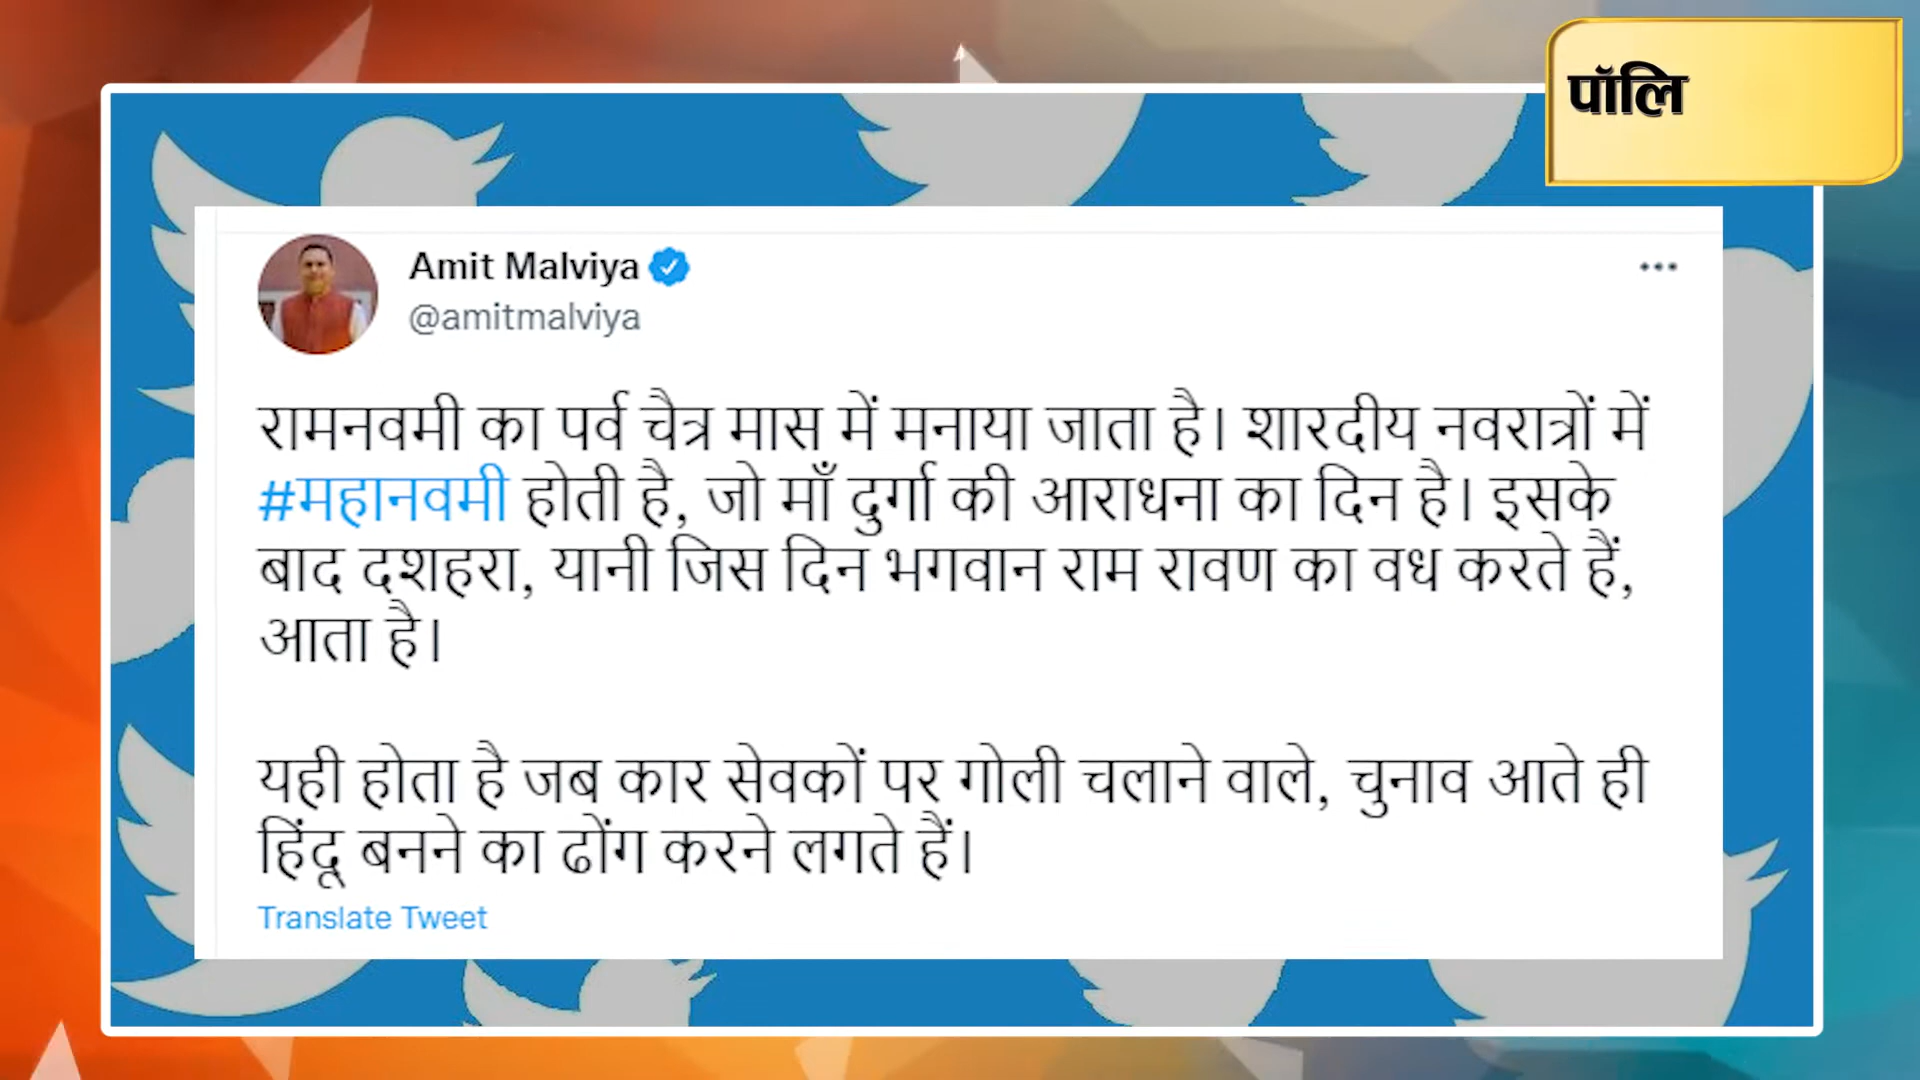 पॉलि
Amit Malviya
@amitmalviya
रामनवमी का पर्व चैत्र मास में मनाया जाता है। शारदीय नवरात्रों में
#महानवमी होती है, जो माँ दुर्गा की आराधना का दिन है। इसके
बाद दशहरा, यानी जिस दिन भगवान राम रावण का वध करते हैं,
आता है।
यही होता है जब कार सेवकों पर गोली चलाने वाले, चुनाव आते ही
हिंदू बनने का ढोंग करने लगते हैं।
Translate Tweet